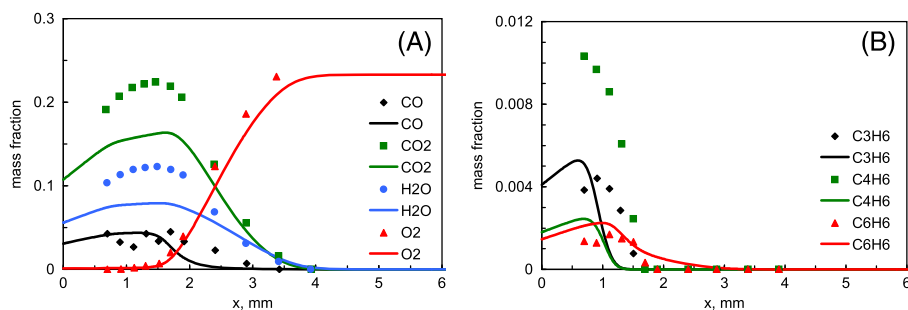 (A)
0.3
0.2
0.1
0
mass fraction
0 1 2 3 4 5 6
x, mm
CO
CO
CO2
CO2
H2O
H2O
O2
O2
(B)
0.012
0.008
0.004
0
mass fraction
0 1 2 3 4 5 6
x, mm
C3H6
C3H6
C4H6
C4H6
C6H6
C6H6